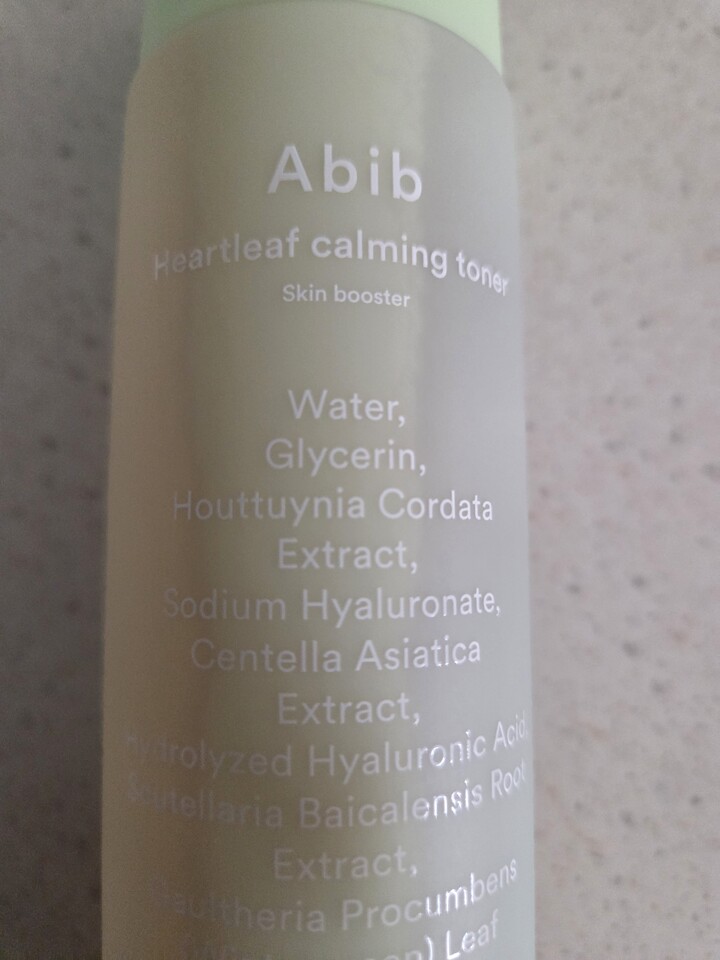 Abib
Heartleaf calming toner
Skin booster
Water,
Glycerin,
Houttuynia Cordata
Extract,
Sodium Hyaluronate,
Centella Asiatica
Extract,
Hydrolyzed Hyaluronic Acid,
Scutellaria Baicalensis Root
Extract,
Gaultheria Procumbens
Leaf